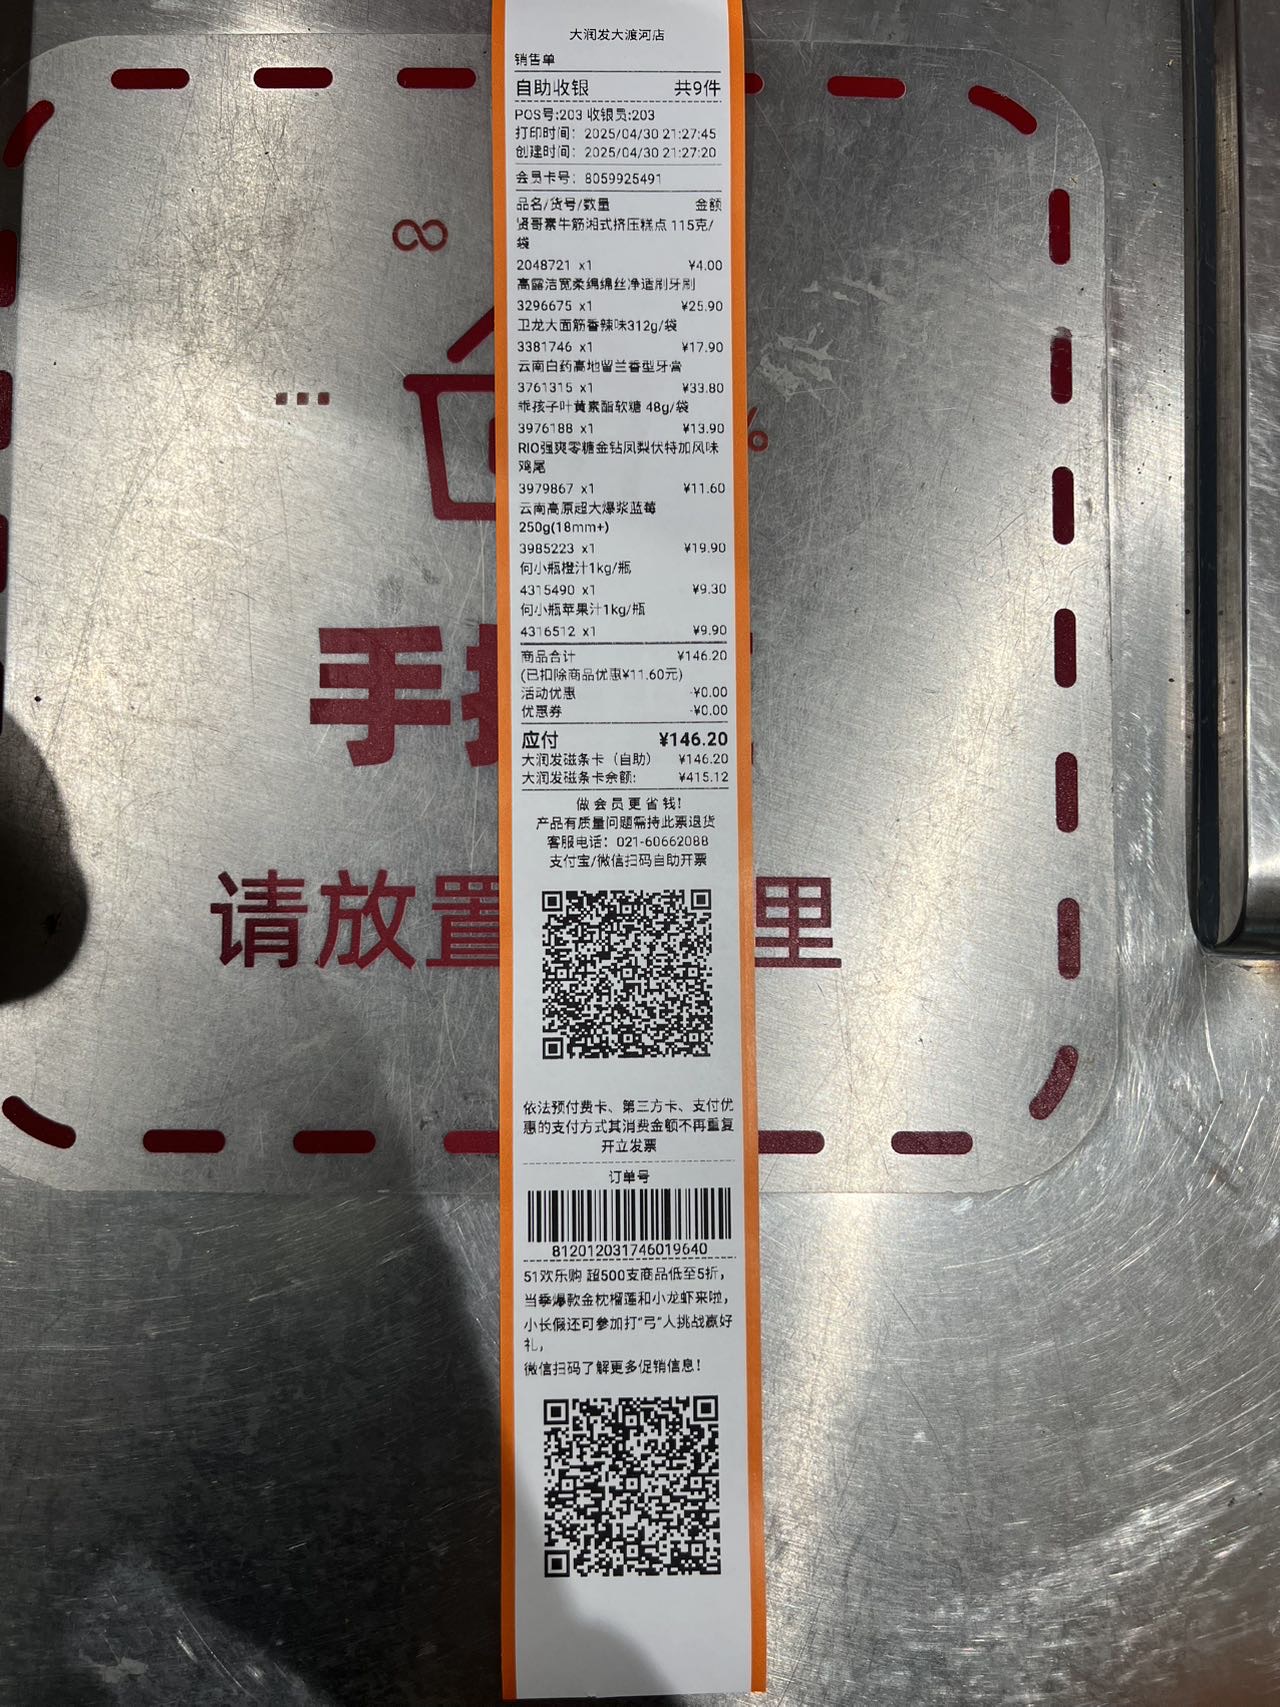 大润发大渡河店
销售单
自助收银 共9件
POS号:203 收银员:203
打印时间: 2025/04/30 21:27:45
创建时间: 2025/04/30 21:27:20
会员卡号: 8059925491
品名/货号/数量 金额
贤哥素牛筋湘式挤压糕点 115克/
袋
2048721 x1 ¥4.00
高露洁宽柔绵绵丝净适刷牙刷
3296675 x1 ¥25.90
卫龙大面筋香辣味312g/袋
3381746 x1 ¥17.90
云南白药高地留兰香型牙膏
3761315 x1 ¥33.80
乖孩子叶黄素酯软糖 48g/袋
3976188 x1 ¥13.90
RIO强爽零糖金钻凤梨伏特加风味
鸡尾
3979867 x1 ¥11.60
云南高原超大爆浆蓝莓
250g(18mm+)
3985223 x1 ¥19.90
何小瓶橙汁1kg/瓶
4315490 x1 ¥9.30
何小瓶苹果汁1kg/瓶
4316512 x1 ¥9.90
商品合计 ¥146.20
(已扣除商品优惠¥11.60元)
活动优惠 -¥0.00
优惠券 -¥0.00
应付 ¥146.20
大润发磁条卡（自助） ¥146.20
大润发磁条卡余额: ¥415.12
做会员更省钱!
产品有质量问题需持此票退货
客服电话: 021-60662088
支付宝/微信扫码自助开票
依法预付费卡、第三方卡、支付优
惠的支付方式其消费金额不再重复
开立发票
订单号
812012031746019640
51欢乐购 超500支商品低至5折,
当季爆款金枕榴莲和小龙虾来啦,
小长假还可参加打“弓”人挑战赢好
礼,
微信扫码了解更多促销信息!
手
请放置 里
%